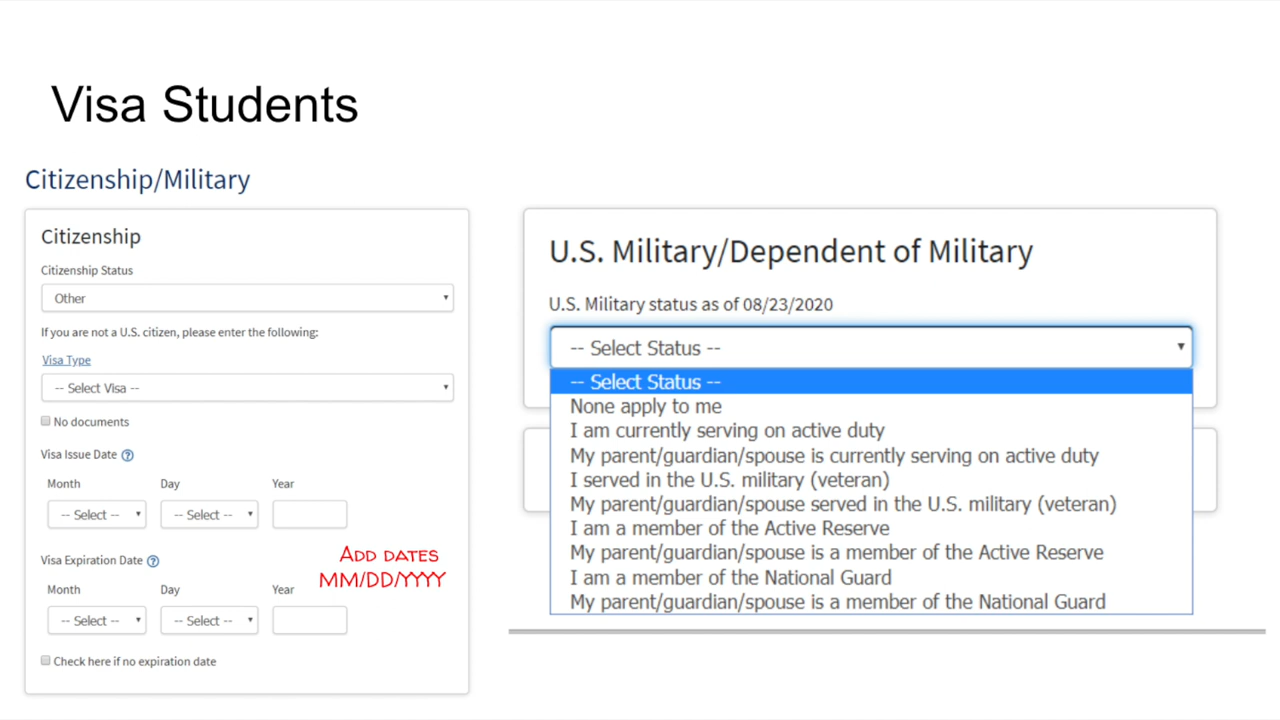 Visa Students
Citizenship/Military
Citizenship
Citizenship Status
Other
If you are not a U.S. citizen, please enter the following:
Visa Type
-- Select Visa --
No documents
Visa Issue Date ?
Month Day Year
-- Select -- -- Select --
Visa Expiration Date ?
ADD DATES
MM/DD/YYYY
Month Day Year
-- Select -- -- Select --
Check here if no expiration date
U.S. Military/Dependent of Military
U.S. Military status as of 08/23/2020
-- Select Status --
-- Select Status --
None apply to me
I am currently serving on active duty
My parent/guardian/spouse is currently serving on active duty
I served in the U.S. military (veteran)
My parent/guardian/spouse served in the U.S. military (veteran)
I am a member of the Active Reserve
My parent/guardian/spouse is a member of the Active Reserve
I am a member of the National Guard
My parent/guardian/spouse is a member of the National Guard